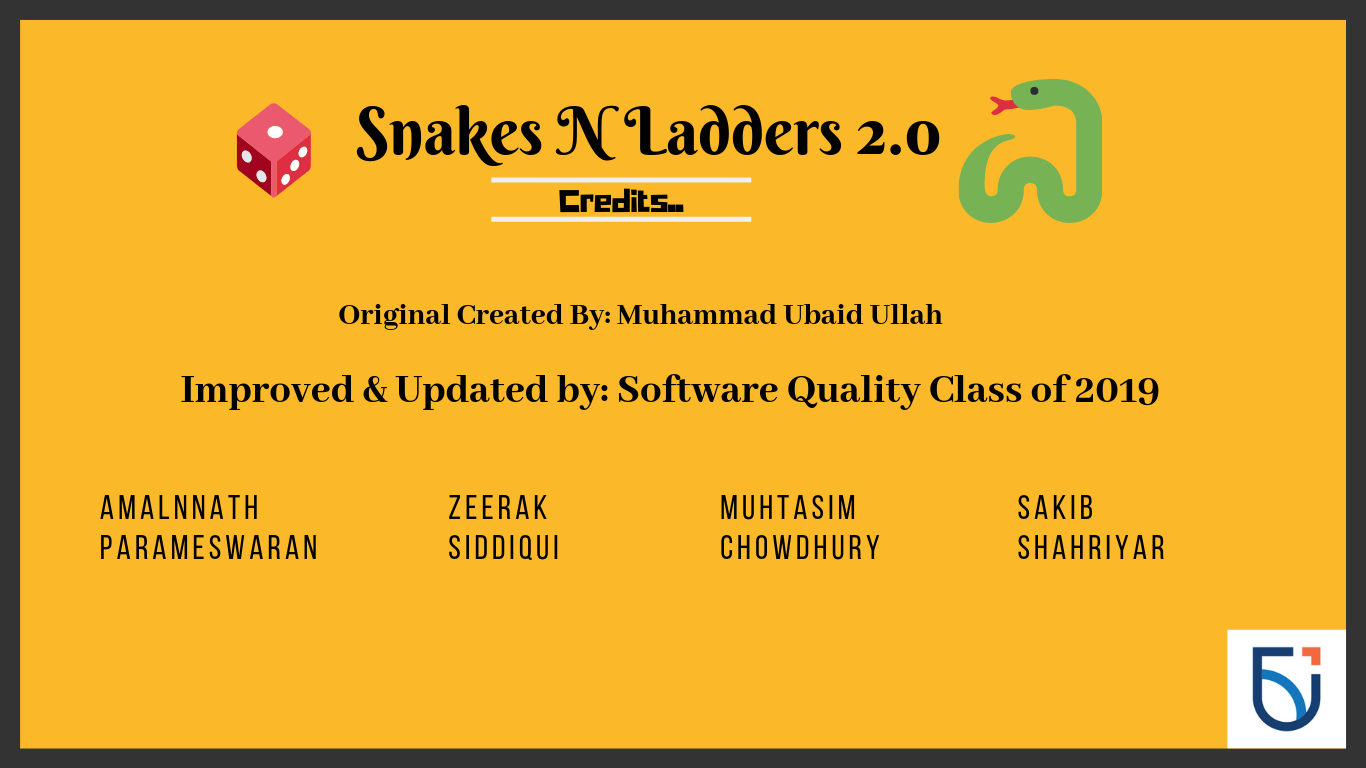 Snakes N Ladders 2.0
Credits..
Original Created By: Muhammad Ubaid Ullah
Improved & Updated by: Software Quality Class of 2019
AMALNNATH
PARAMESWARAN
ZEERAK
SIDDIQUI
MUHTASIM
CHOWDHURY
SAKIB
SHAHRIYAR